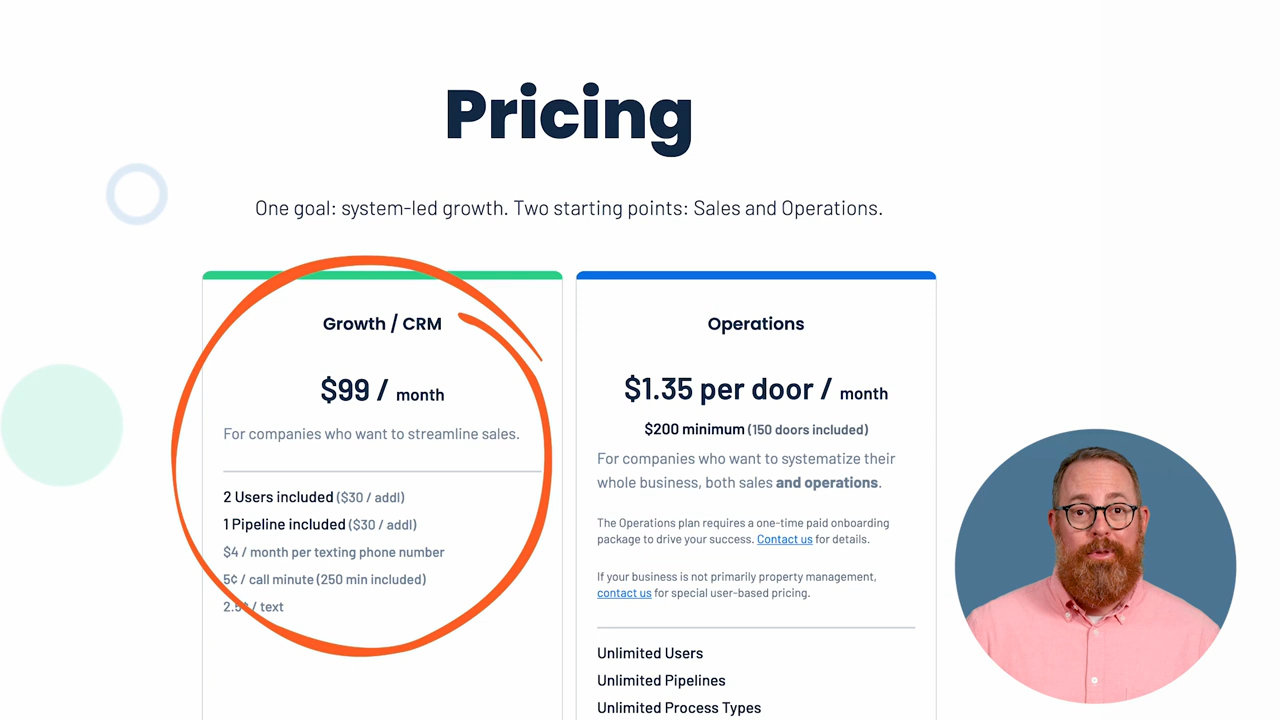 Pricing
One goal: system-led growth. Two starting points: Sales and Operations.
Growth / CRM
$99 / month
For companies who want to streamline sales.
2 Users included ($30 / addl)
1 Pipeline included ($30 / addl)
$4 / month per texting phone number
5¢ / call minute (250 min included)
2.5¢ / text
Operations
$1.35 per door / month
$200 minimum (150 doors included)
For companies who want to systematize their
whole business, both sales and operations.
The Operations plan requires a one-time paid onboarding
package to drive your success. Contact us for details.
If your business is not primarily property management,
contact us for special user-based pricing.
Unlimited Users
Unlimited Pipelines
Unlimited Process Types